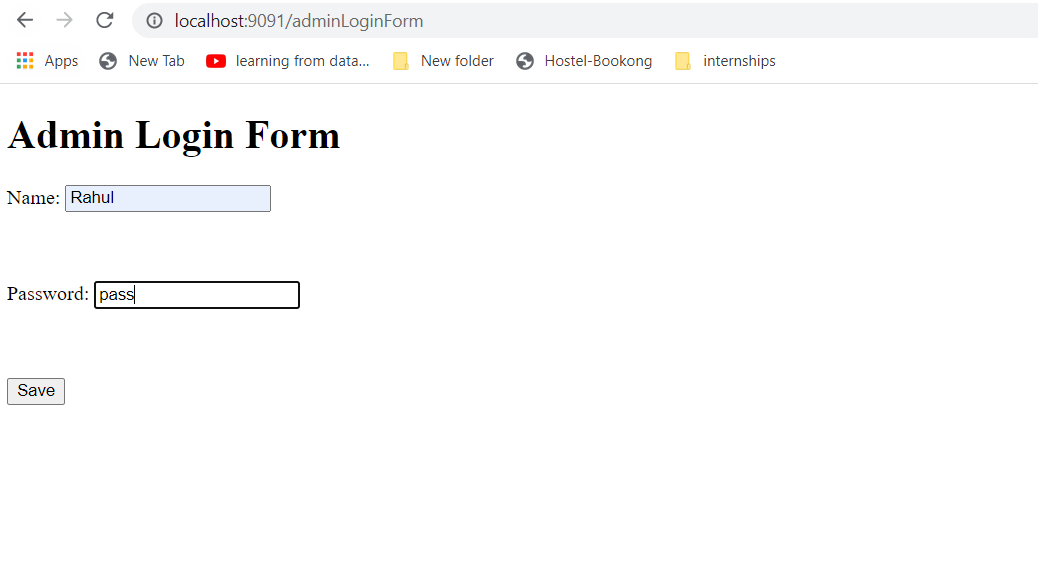 localhost:9091/adminLoginForm
Apps New Tab learning from data... New folder Hostel-Bookong internships
Admin Login Form
Name: Rahul
Password: pass
Save